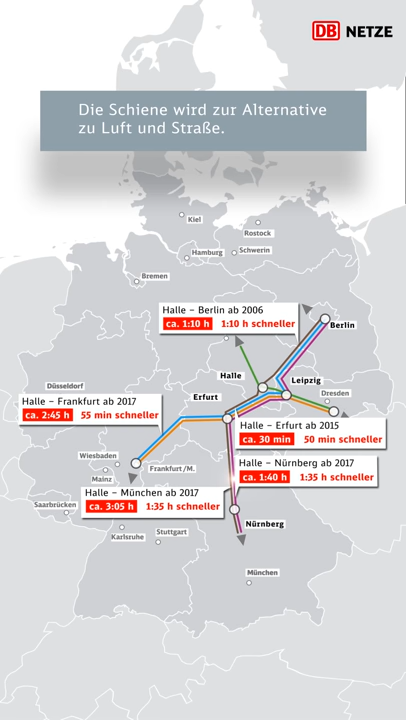 DB NETZE
Die Schiene wird zur Alternative
zu Luft und Straße.
Kiel
Rostock
Hamburg
Schwerin
Bremen
Halle – Berlin ab 2006
ca. 1:10 h 1:10 h schneller
Berlin
Halle
Leipzig
Düsseldorf
Erfurt
Dresden
Halle – Frankfurt ab 2017
ca. 2:45 h 55 min schneller
Halle – Erfurt ab 2015
ca. 30 min 50 min schneller
Wiesbaden
Frankfurt/M.
Mainz
Halle – Nürnberg ab 2017
ca. 1:40 h 1:35 h schneller
Halle – München ab 2017
ca. 3:05 h 1:35 h schneller
Saarbrücken
Nürnberg
Karlsruhe
Stuttgart
München